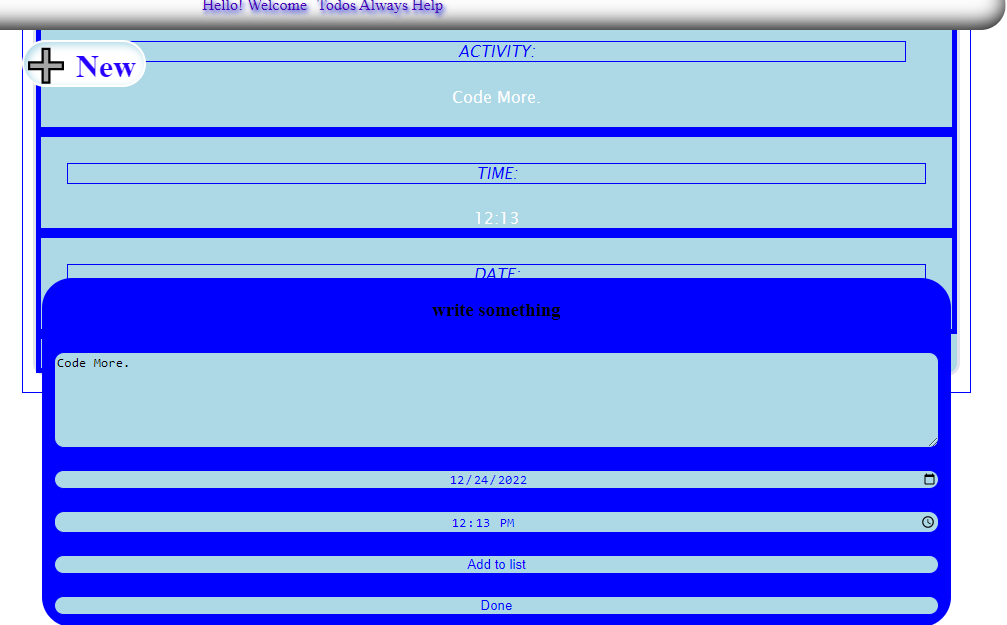 Hello! Welcome Todos Always Help
ACTIVITY:
New
Code More.
TIME:
12:13
DATE:
write something
Code More.
12/24/2022
12:13 PM
Add to list
Done